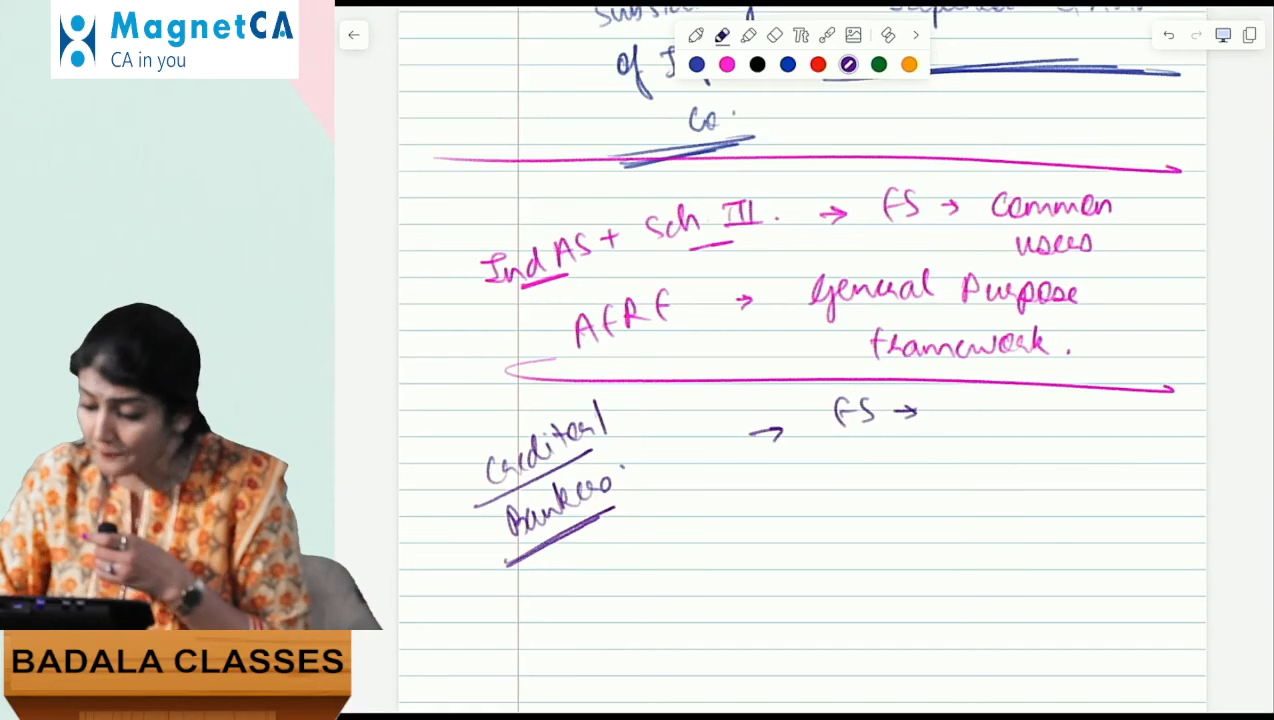 MagnetCA
CA in you
of
Co.
Ind AS + Sch III. → FS → Common
users
AFRF → General Purpose
framework.
Creditors/ → FS →
Bankers
BADALA CLASSES